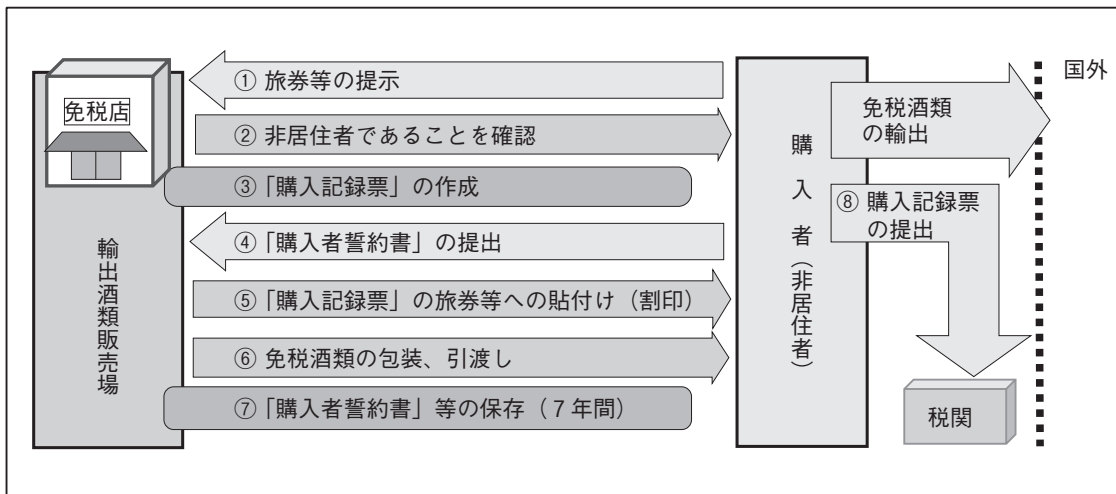 免税店
輸出酒類販売場
① 旅券等の提示
② 非居住者であることを確認
③「購入記録票」の作成
④「購入者誓約書」の提出
⑤「購入記録票」の旅券等への貼付け（割印）
⑥ 免税酒類の包装、引渡し
⑦「購入者誓約書」等の保存（７年間）
購入者（非居住者）
免税酒類
の輸出
⑧ 購入記録票
の提出
税関
国外